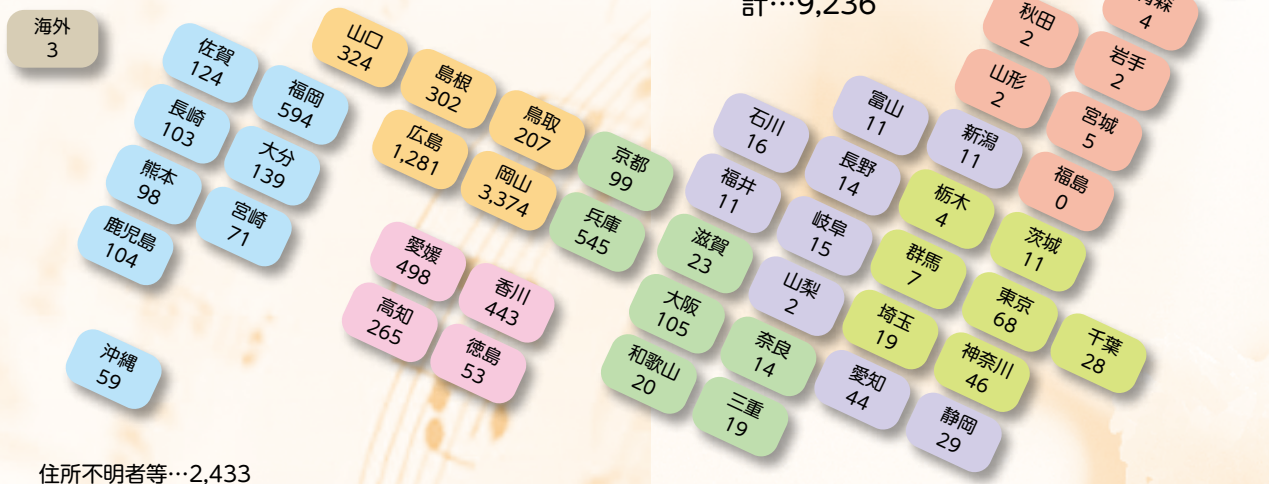 計…9,236
海外
3
佐賀
124
福岡
594
長崎
103
大分
139
熊本
98
宮崎
71
鹿児島
104
沖縄
59
山口
324
島根
302
鳥取
207
広島
1,281
岡山
3,374
愛媛
498
香川
443
高知
265
徳島
53
京都
99
兵庫
545
滋賀
23
大阪
105
奈良
14
和歌山
20
三重
19
石川
16
富山
11
新潟
11
福井
11
長野
14
岐阜
15
山梨
2
愛知
44
静岡
29
栃木
4
茨城
11
群馬
7
東京
68
埼玉
19
千葉
28
神奈川
46
青森
4
秋田
2
岩手
2
山形
2
宮城
5
福島
0
住所不明者等…2,433